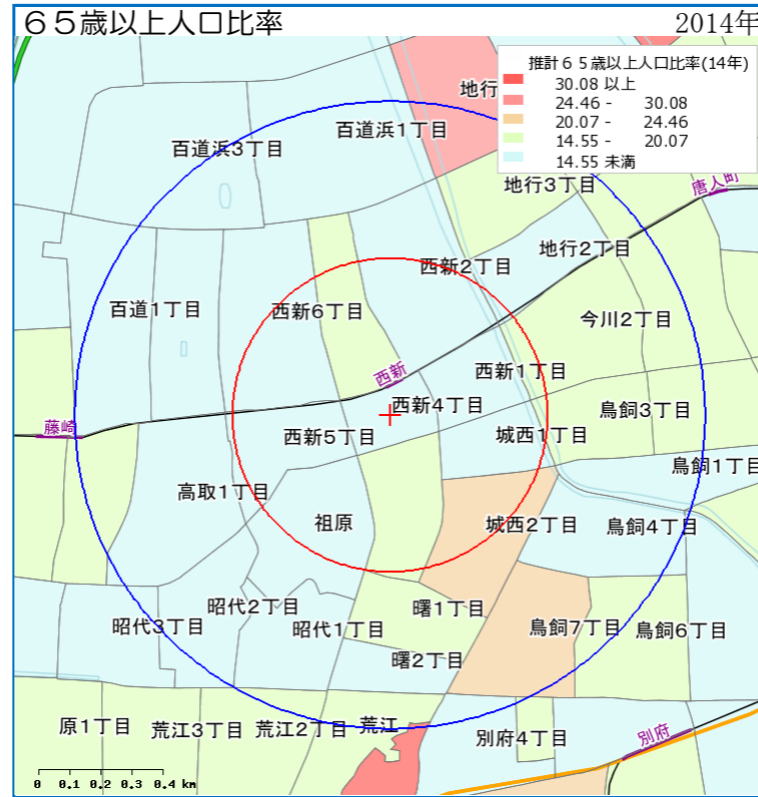 65歳以上人口比率
2014年
推計65歳以上人口比率(14年)
30.08 以上
24.46 - 30.08
20.07 - 24.46
14.55 - 20.07
14.55 未満
地行
百道浜1丁目
百道浜3丁目
地行3丁目
唐人町
地行2丁目
西新2丁目
百道1丁目
西新6丁目
今川2丁目
西新
西新1丁目
西新4丁目
鳥飼3丁目
藤崎
西新5丁目
城西1丁目
鳥飼1丁目
高取1丁目
祖原
城西2丁目
鳥飼4丁目
昭代2丁目
曙1丁目
昭代3丁目
昭代1丁目
鳥飼7丁目
鳥飼6丁目
曙2丁目
原1丁目
荒江3丁目
荒江2丁目
荒江
別府4丁目
別府
0 0.1 0.2 0.3 0.4 km